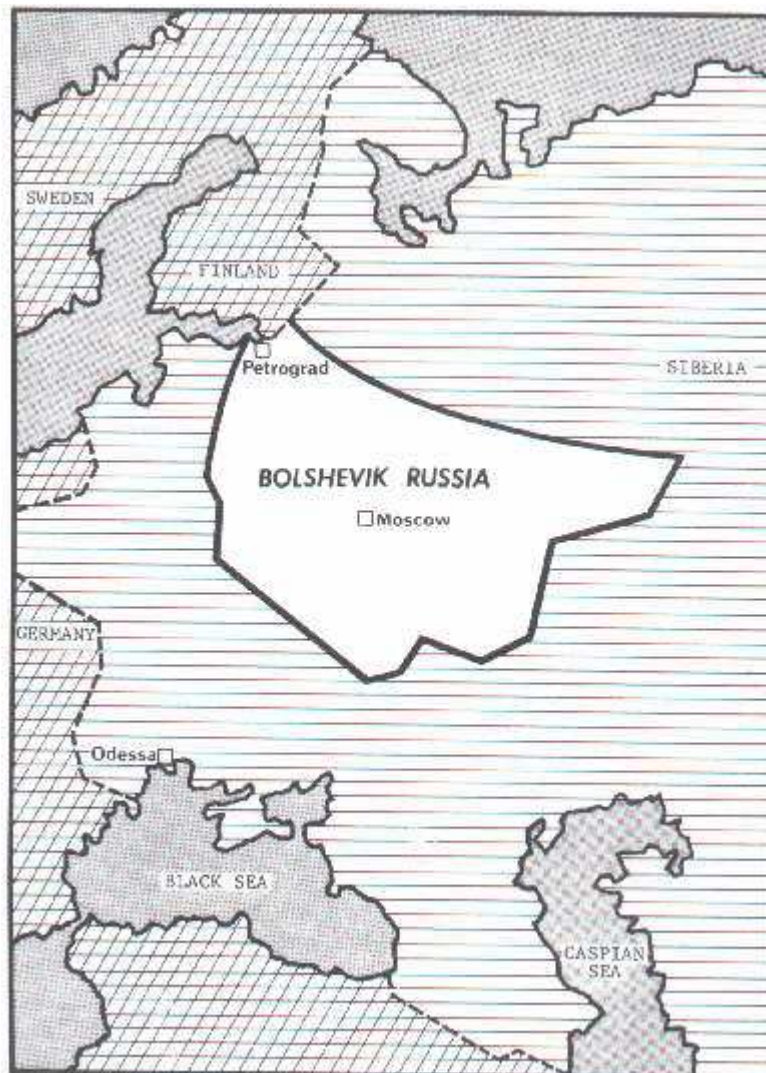 SWEDEN
FINLAND
Petrograd
SIBERIA
BOLSHEVIK RUSSIA
Moscow
GERMANY
Odessa
BLACK SEA
CASPIAN
SEA